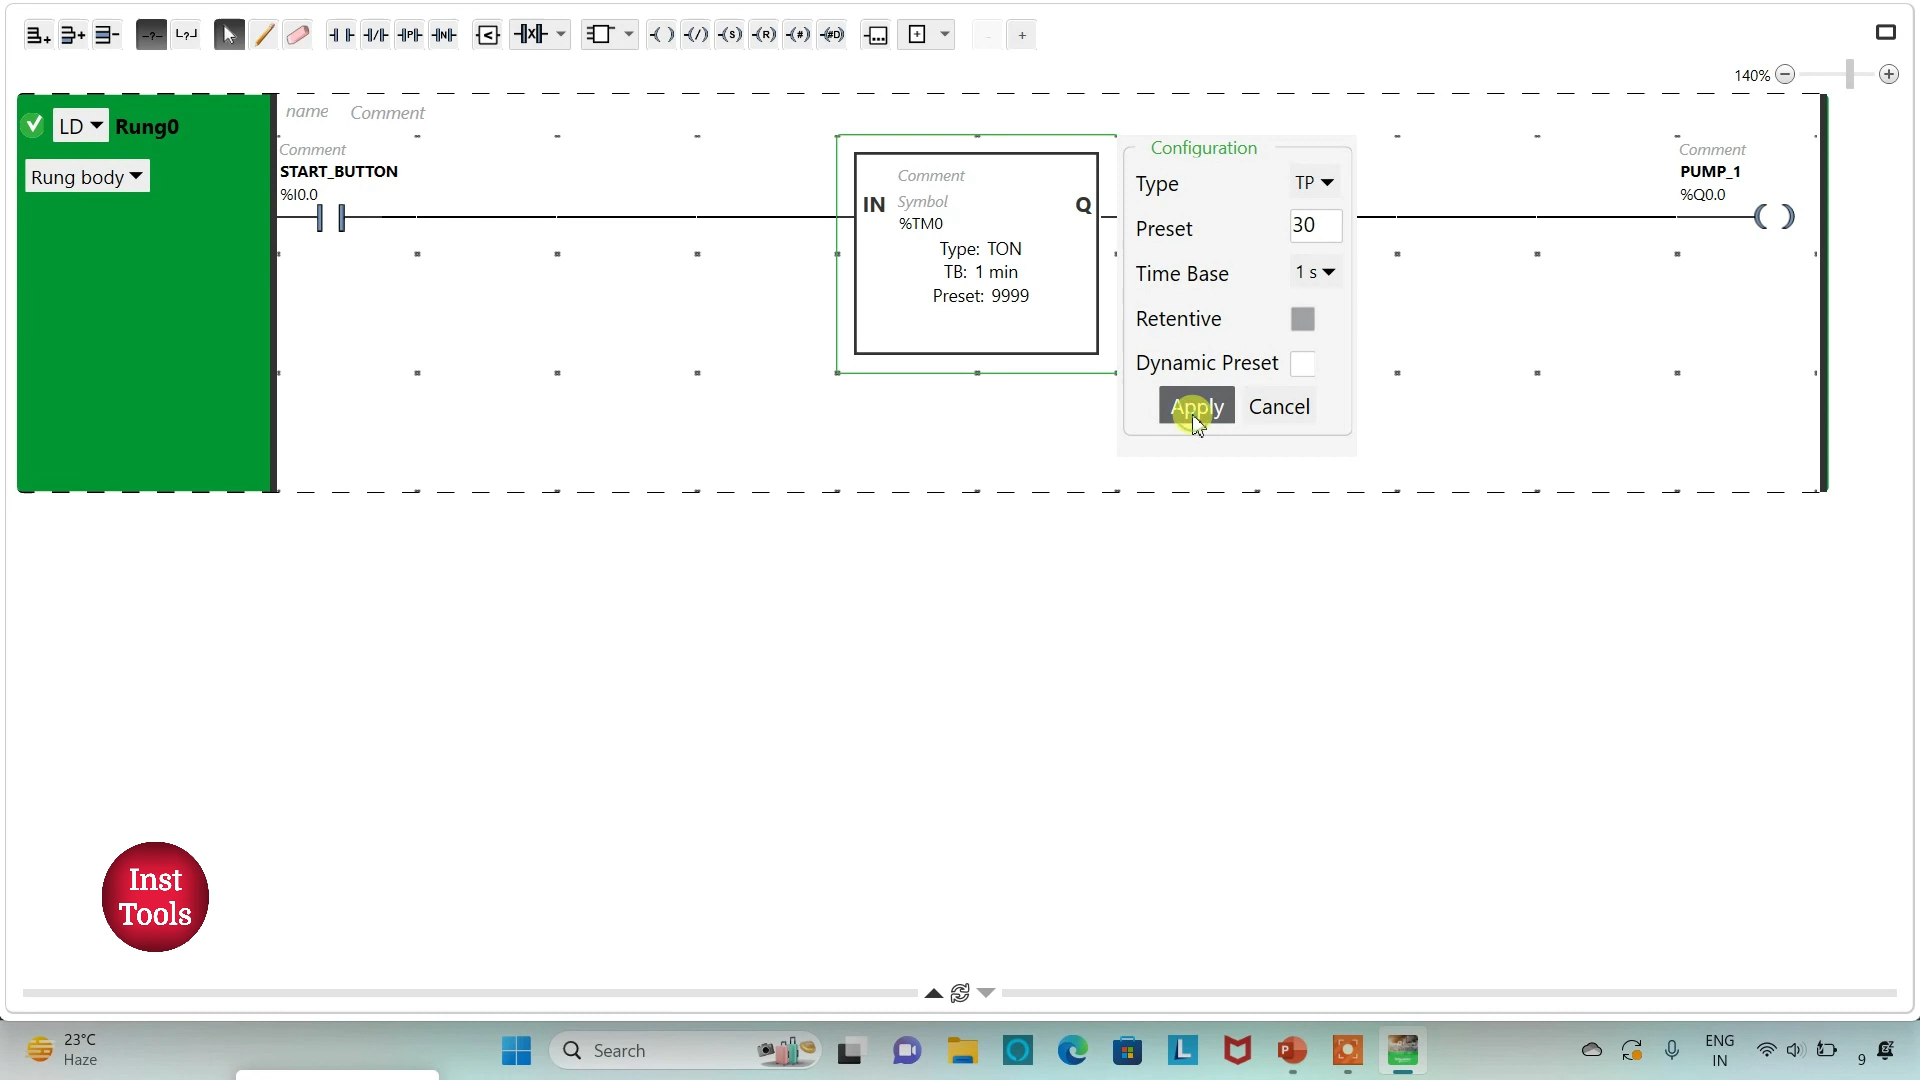 140%
LD Rung0
Rung body
name Comment
Comment
START_BUTTON
%I0.0
Comment
IN Symbol Q
%TM0
Type: TON
TB: 1 min
Preset: 9999
Configuration
Type TP
Preset 30
Time Base 1 s
Retentive
Dynamic Preset
Apply Cancel
Comment
PUMP_1
%Q0.0
Inst
Tools
23°C
Haze
Search
ENG
IN
9